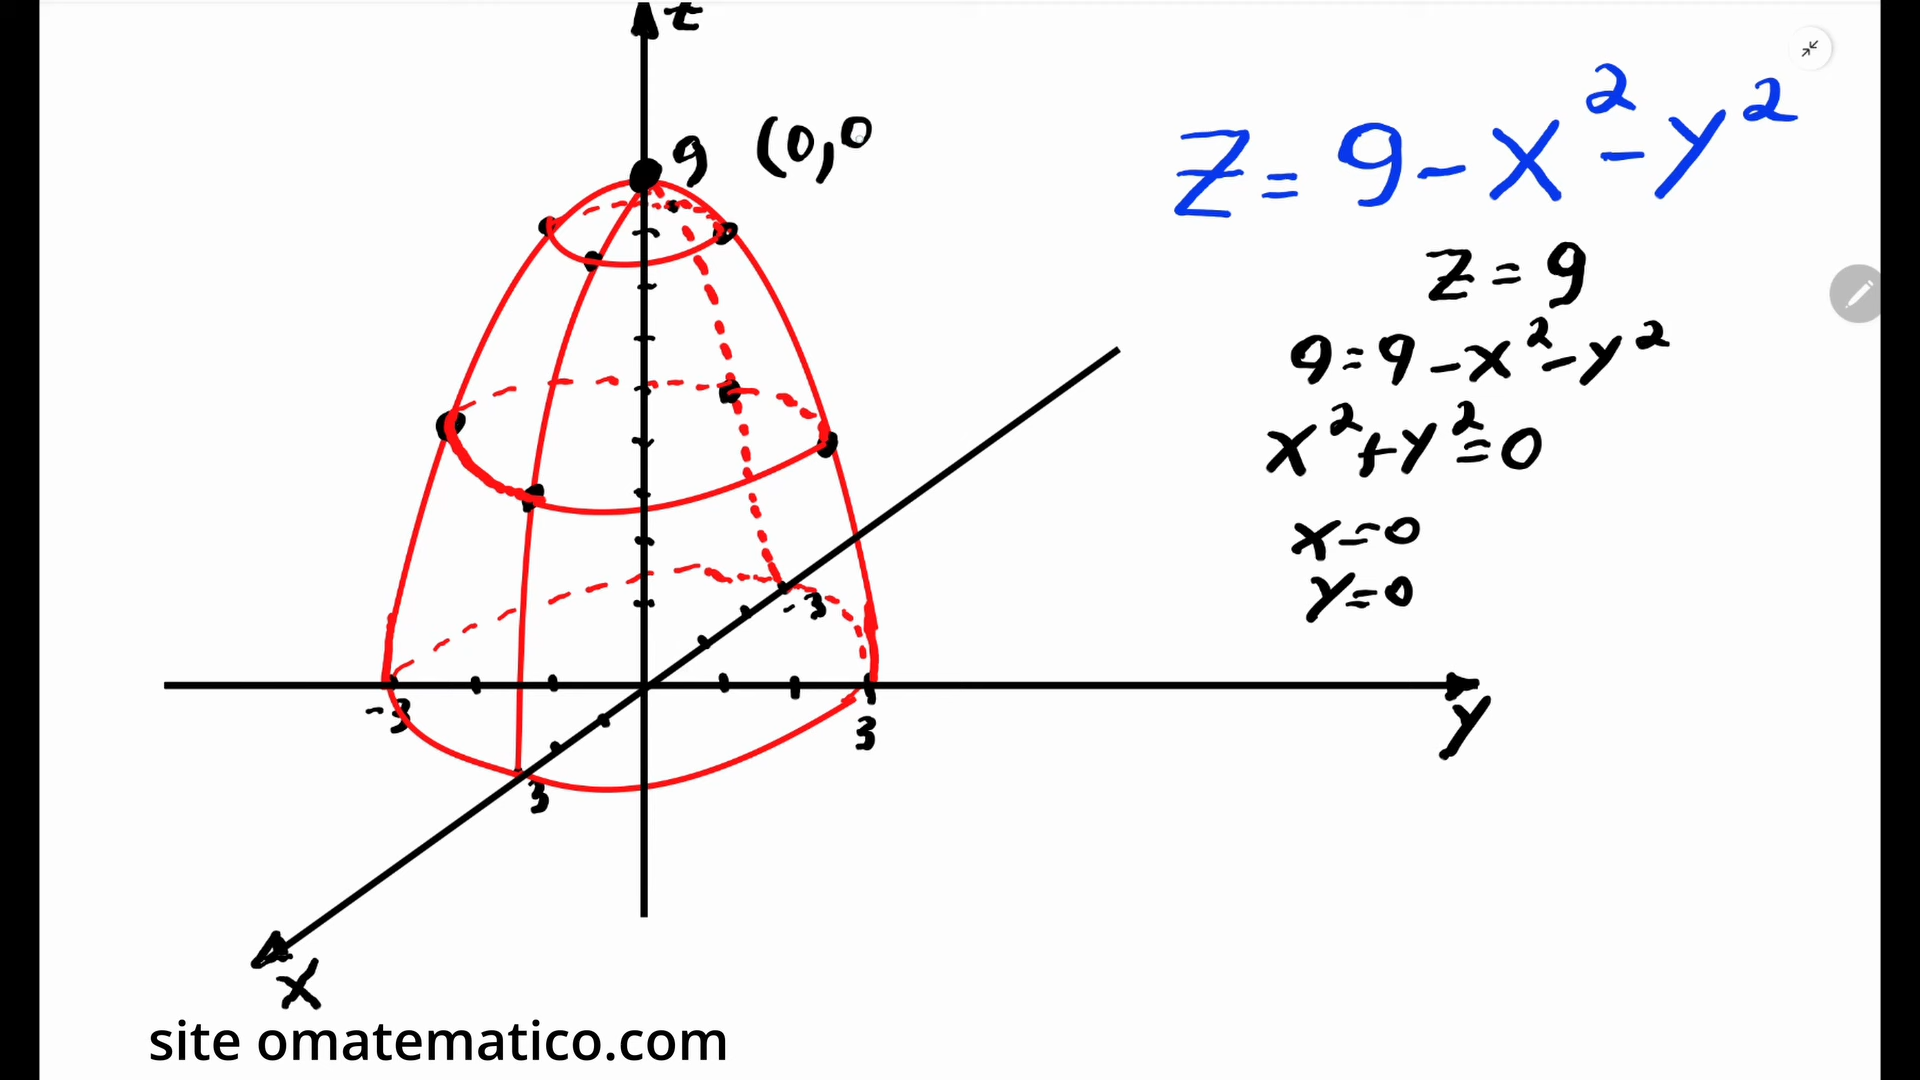 z
9 (0,0
-3
3
-3
3
y
x
z = 9 - x² - y²
z = 9
9 = 9 - x² - y²
x² + y² = 0
x = 0
y = 0
site omatematico.com